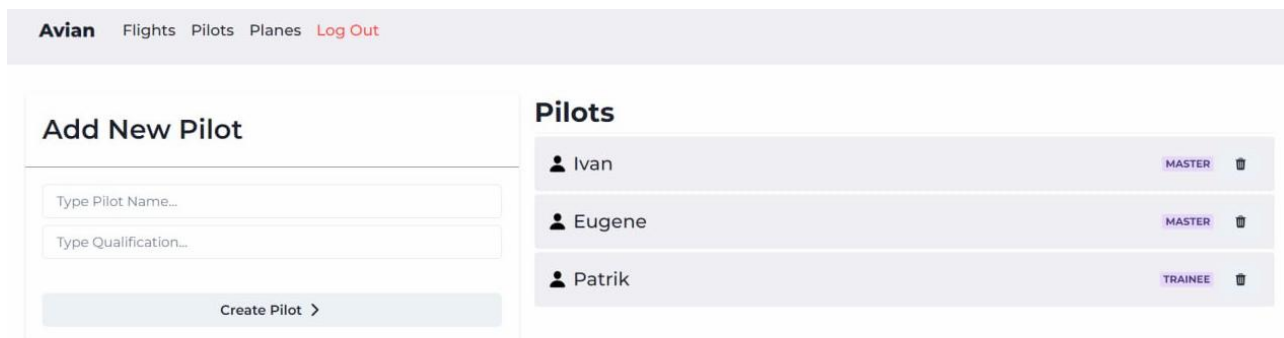 Avian Flights Pilots Planes Log Out
Add New Pilot
Type Pilot Name...
Type Qualification...
Create Pilot
Pilots
Ivan MASTER
Eugene MASTER
Patrik TRAINEE